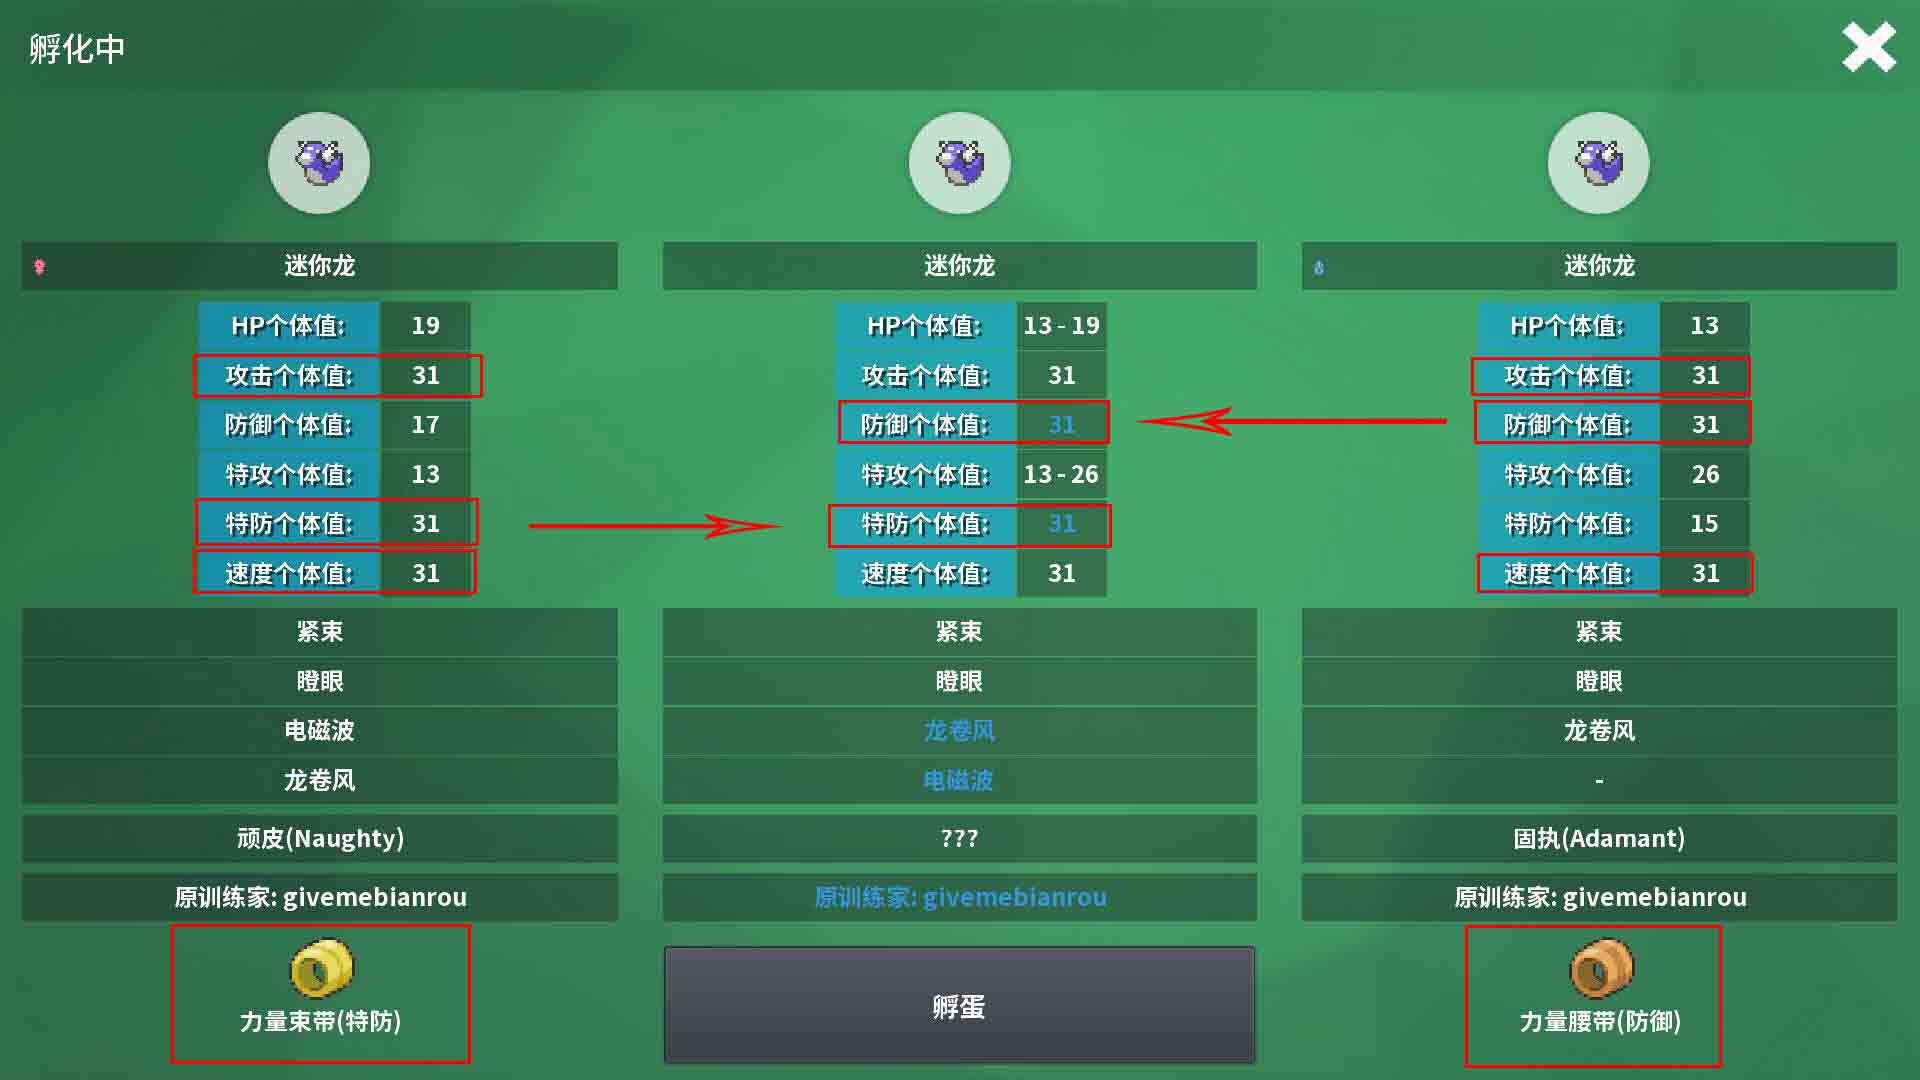 孵化中
迷你龙
HP个体值: 19
攻击个体值: 31
防御个体值: 17
特攻个体值: 13
特防个体值: 31
速度个体值: 31
紧束
瞪眼
电磁波
龙卷风
顽皮(Naughty)
原训练家: givemebianrou
力量束带(特防)
迷你龙
HP个体值: 13 - 19
攻击个体值: 31
防御个体值: 31
特攻个体值: 13 - 26
特防个体值: 31
速度个体值: 31
紧束
瞪眼
龙卷风
电磁波
???
原训练家: givemebianrou
孵蛋
迷你龙
HP个体值: 13
攻击个体值: 31
防御个体值: 31
特攻个体值: 26
特防个体值: 15
速度个体值: 31
紧束
瞪眼
龙卷风
-
固执(Adamant)
原训练家: givemebianrou
力量腰带(防御)